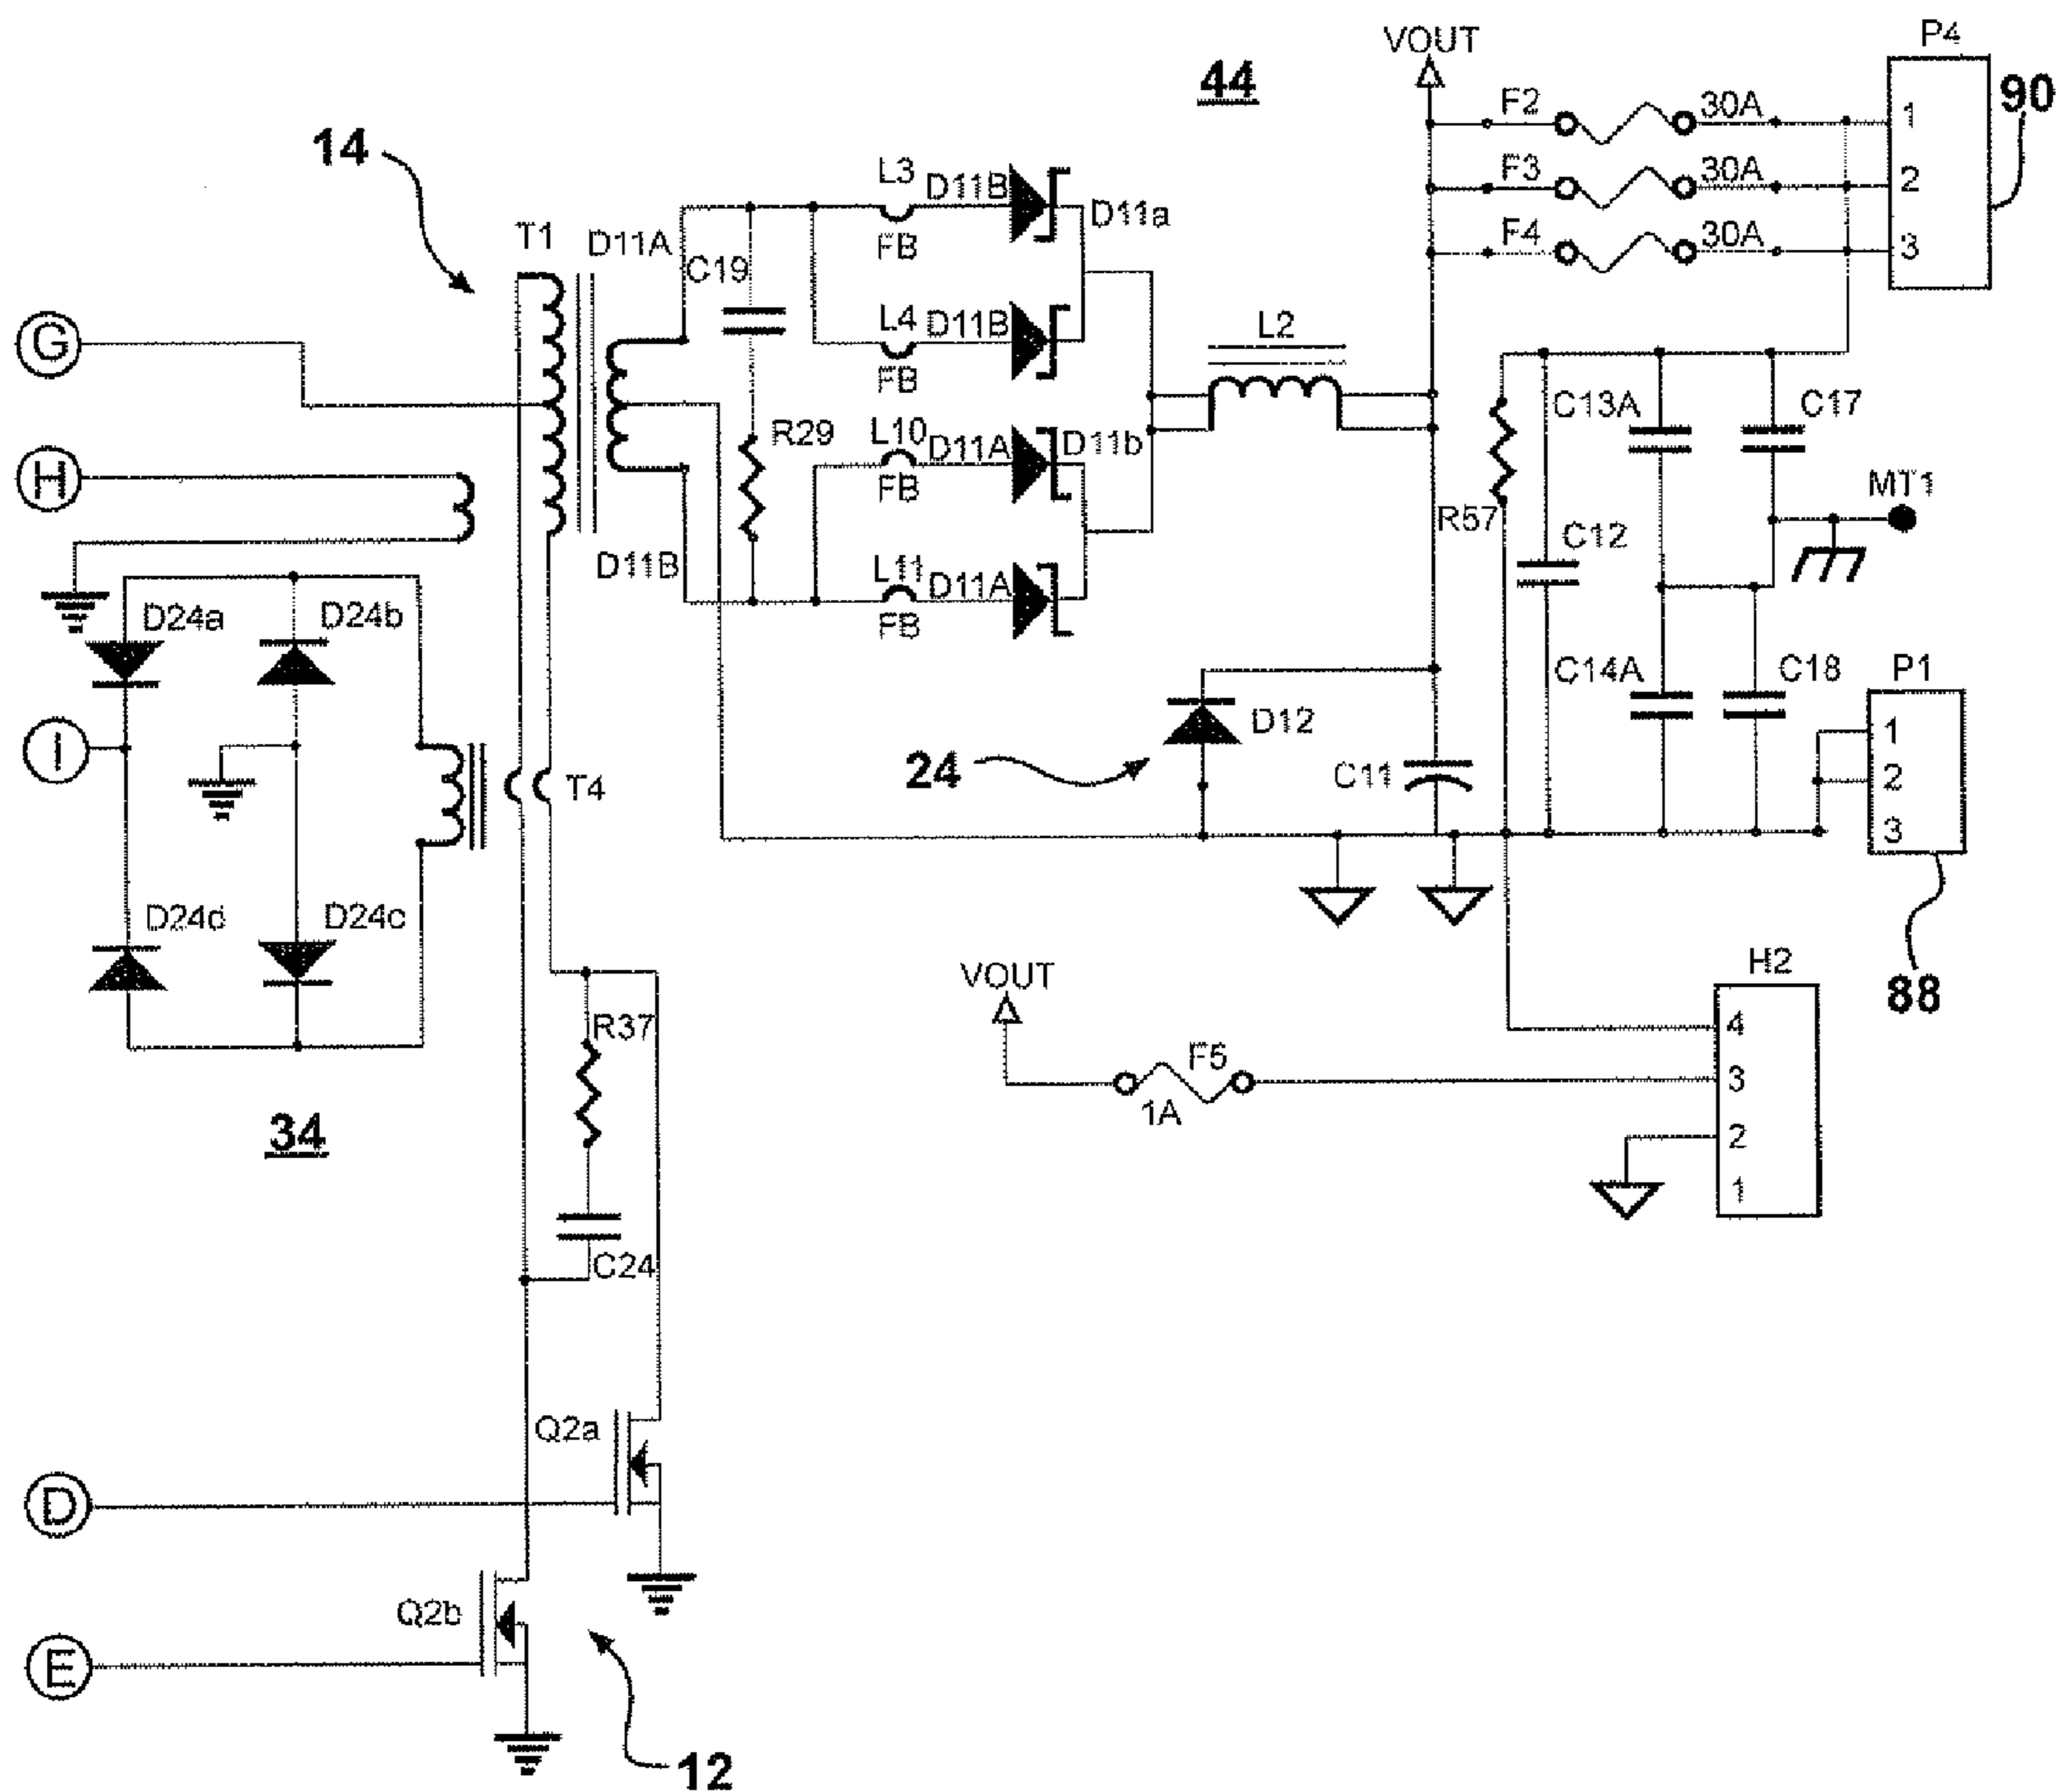 VOUT
P4
44
F2
30A
1
90
14
F3
30A
2
L3
D11B
D11a
F4
30A
3
T1
D11A
C19
FB
L4
D11B
L2
G
FB
C13A
C17
R29
L10
D11A
D11b
H
FB
R57
MT1
C12
D11B
L11
D11A
D24a
D24b
FB
C14A
C18
P1
D12
1
I
24
2
T4
C11
3
D24d
D24c
VOUT
H2
88
R37
4
F5
3
1A
34
2
1
C24
Q2a
D
Q2b
E
12